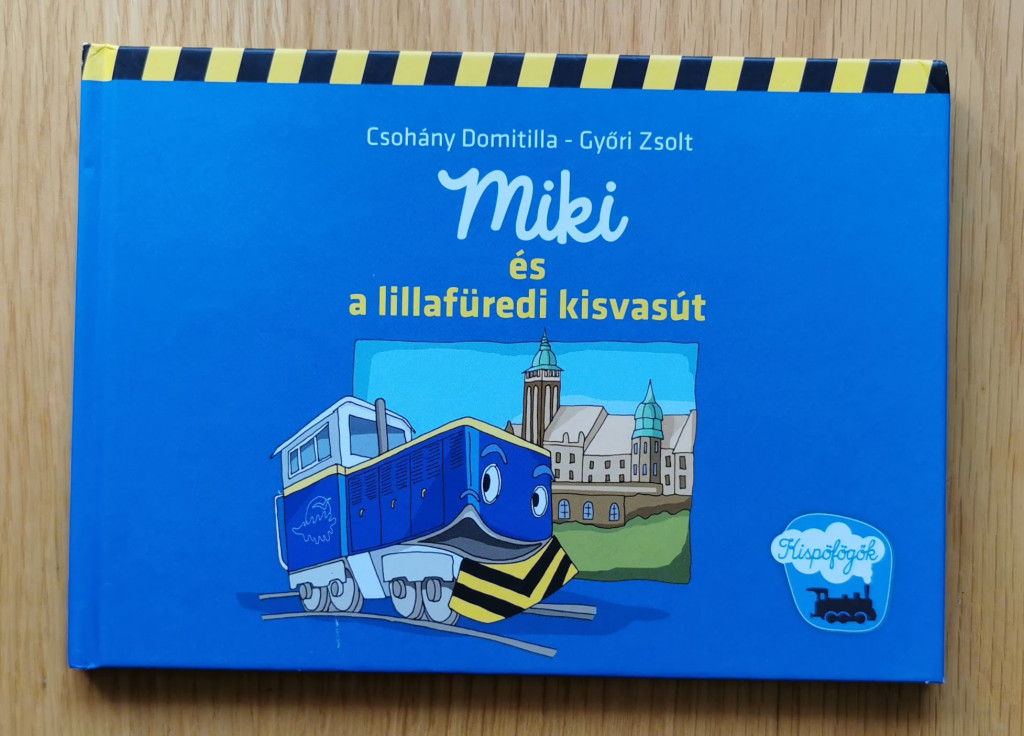 Csohány Domitilla - Győri Zsolt
Miki
és
a lillafüredi kisvasút
Kispöfögők